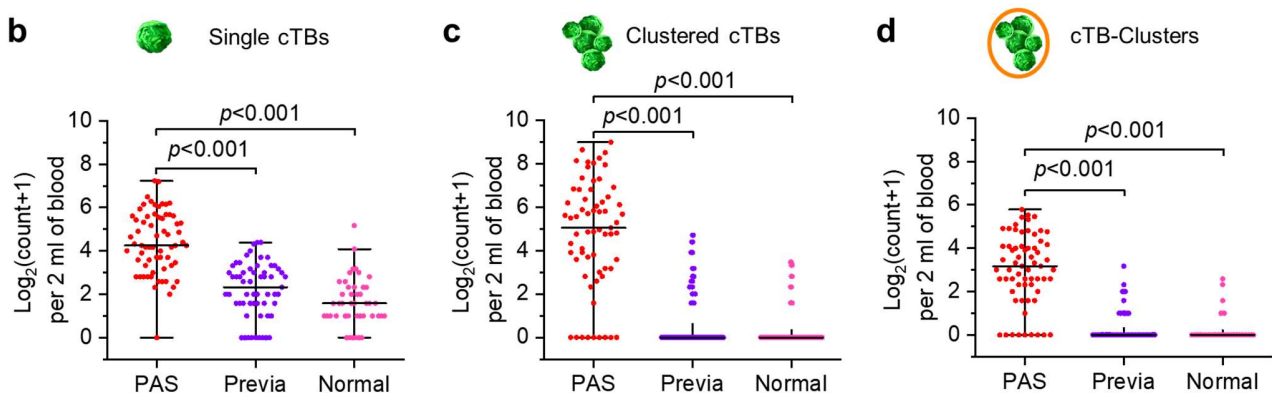 b Single cTBs
Log2(count+1)
per 2 ml of blood
10
8
6
4
2
0
p<0.001
p<0.001
PAS Previa Normal
c Clustered cTBs
Log2(count+1)
per 2 ml of blood
10
8
6
4
2
0
p<0.001
p<0.001
PAS Previa Normal
d cTB-Clusters
Log2(count+1)
per 2 ml of blood
10
8
6
4
2
0
p<0.001
p<0.001
PAS Previa Normal